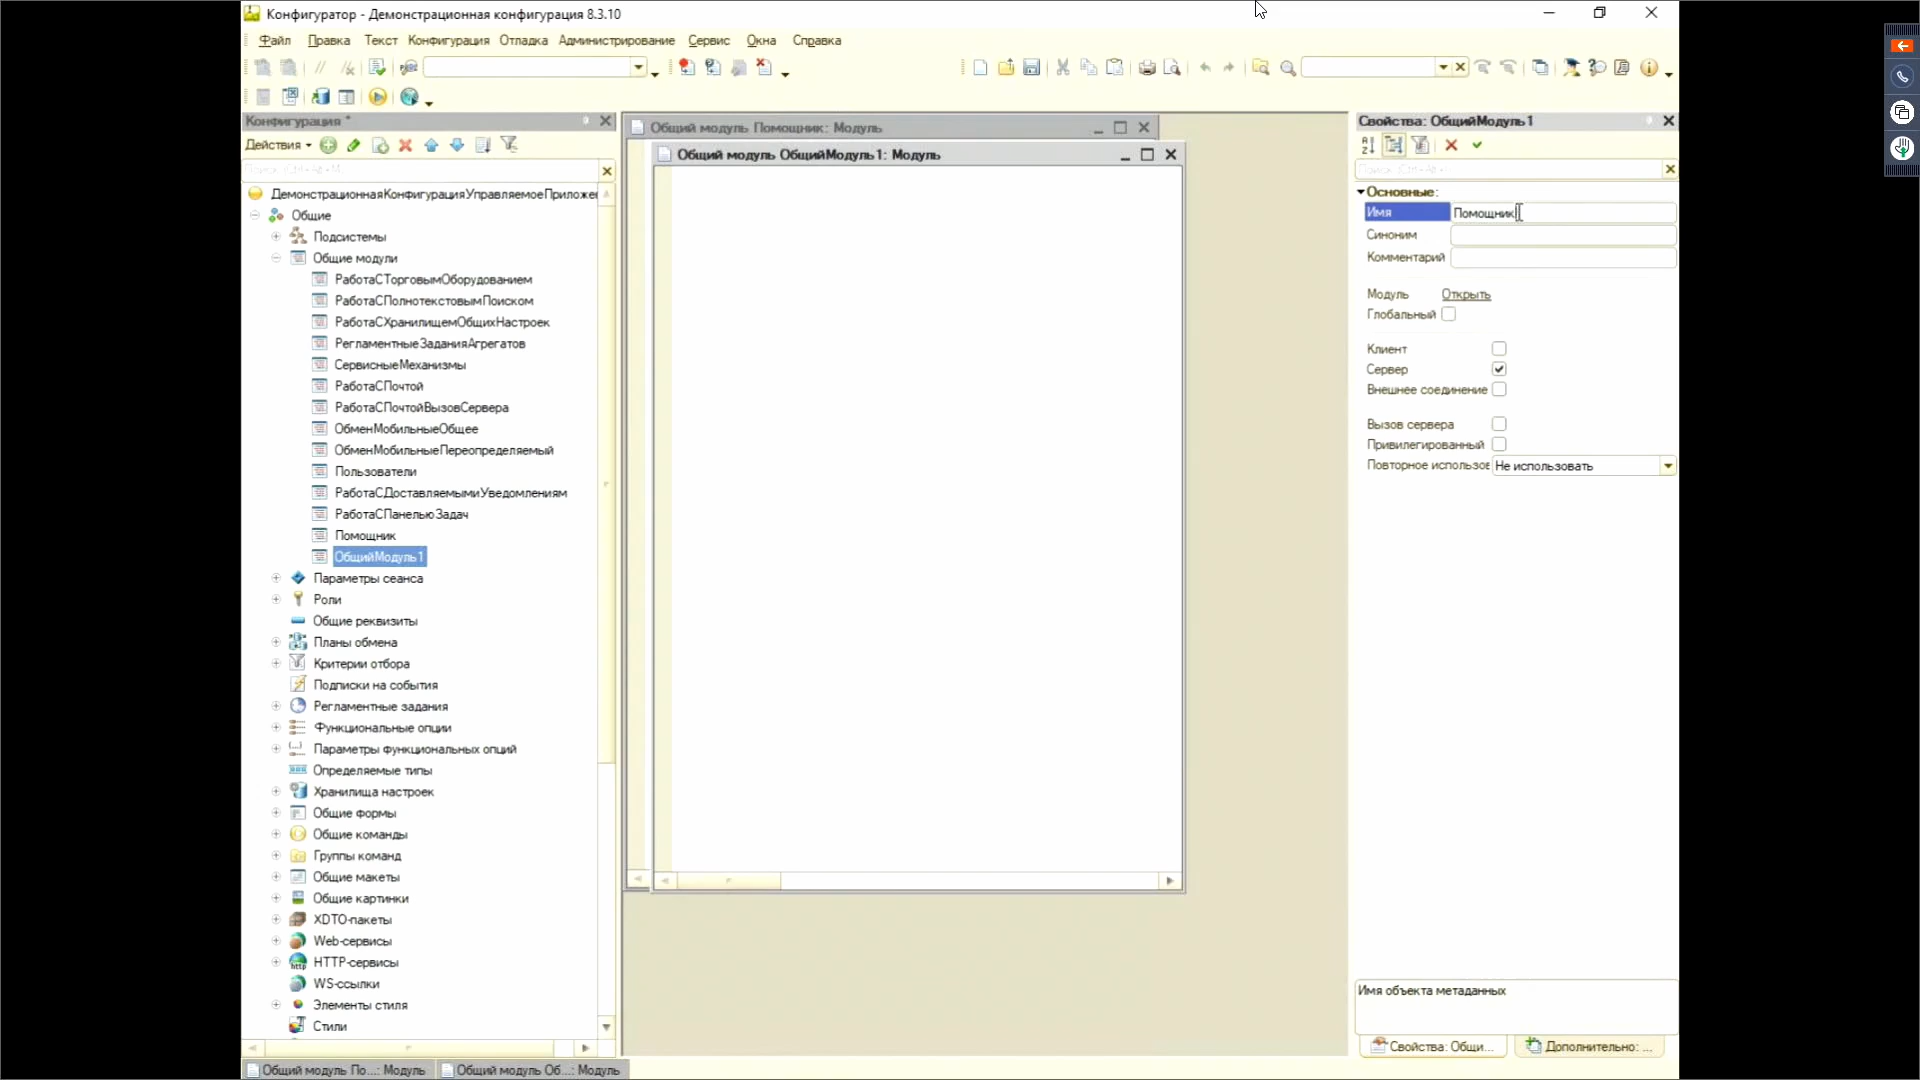 Конфигуратор - Демонстрационная конфигурация 8.3.10
Файл Правка Текст Конфигурация Отладка Администрирование Сервис Окна Справка
Конфигурация *
Действия
ДемонстрационнаяКонфигурацияУправляемоеПриложен
Общие
Подсистемы
Общие модули
РаботаСТорговымОборудованием
РаботаСПолнотекстовымПоиском
РаботаСХранилищемОбщихНастроек
РегламентныеЗаданияАгрегатов
СервисныеМеханизмы
РаботаСПочтой
РаботаСПочтойВызовСервера
ОбменМобильныеОбщее
ОбменМобильныеПереопределяемый
Пользователи
РаботаСДоставляемымиУведомлениям
РаботаСПанельюЗадач
Помощник
ОбщийМодуль1
Параметры сеанса
Роли
Общие реквизиты
Планы обмена
Критерии отбора
Подписки на события
Регламентные задания
Функциональные опции
Параметры функциональных опций
Определяемые типы
Хранилища настроек
Общие формы
Общие команды
Группы команд
Общие макеты
Общие картинки
XDTO-пакеты
Web-сервисы
HTTP-сервисы
WS-ссылки
Элементы стиля
Стили
Общий модуль Помощник: Модуль
Общий модуль ОбщийМодуль1: Модуль
Свойства: ОбщийМодуль1
Основные:
Имя Помощник
Синоним
Комментарий
Модуль Открыть
Глобальный
Клиент
Сервер
Внешнее соединение
Вызов сервера
Привилегированный
Повторное использов Не использовать
Имя объекта метаданных
Свойства: Общи... Дополнительно: ...
Общий модуль По...: Модуль Общий модуль Об...: Модуль